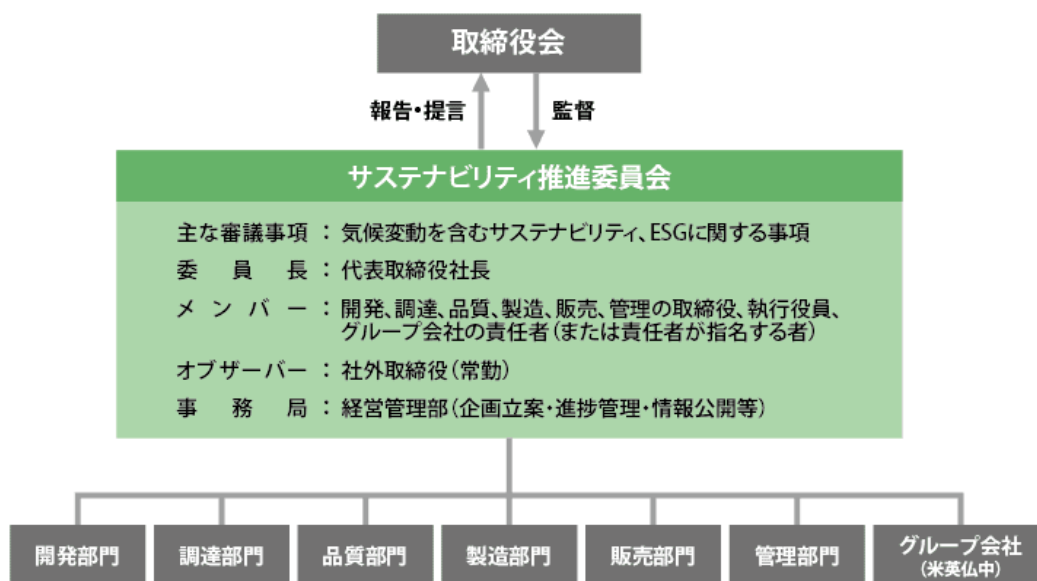 取締役会
報告・提言
監督
サステナビリティ推進委員会
主な審議事項：気候変動を含むサステナビリティ、ESGに関する事項
委員長：代表取締役社長
メンバー：開発、調達、品質、製造、販売、管理の取締役、執行役員、
グループ会社の責任者（または責任者が指名する者）
オブザーバー：社外取締役（常勤）
事務局：経営管理部（企画立案・進捗管理・情報公開等）
開発部門
調達部門
品質部門
製造部門
販売部門
管理部門
グループ会社
（米英仏中）